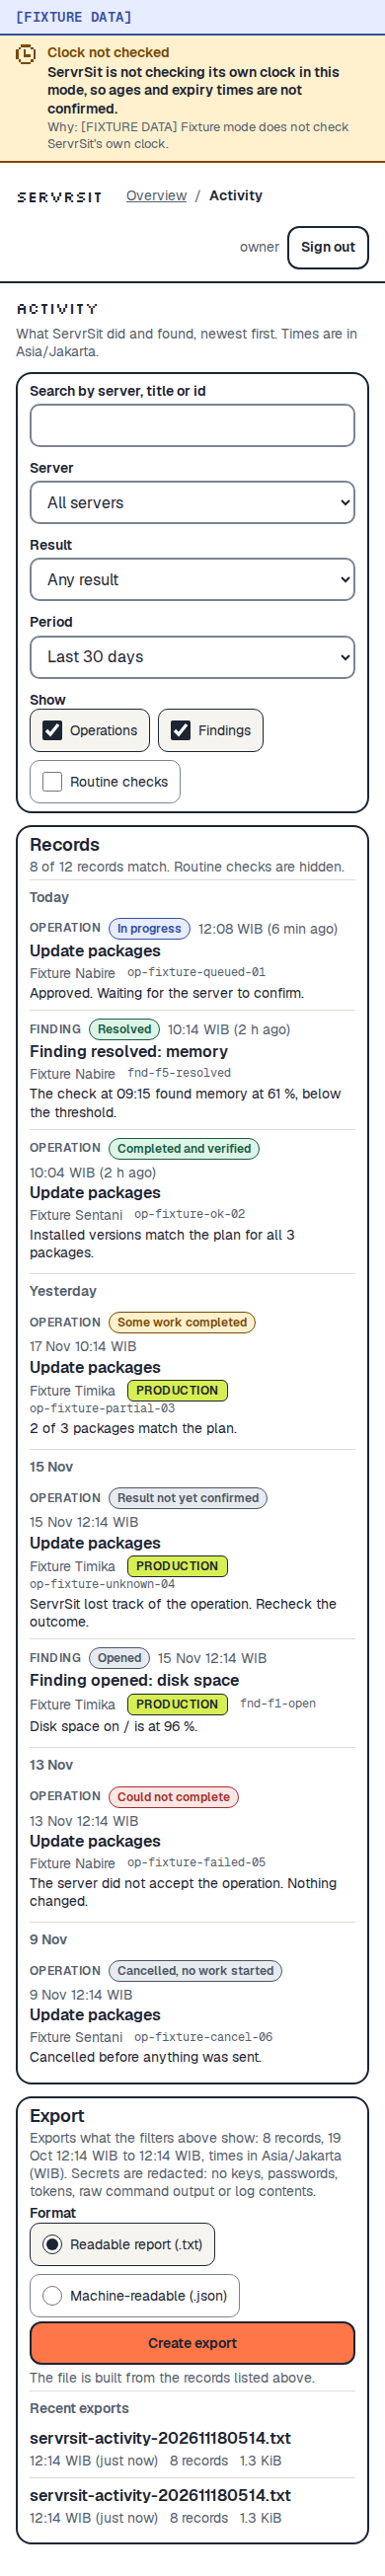 [FIXTURE DATA]
Clock not checked
ServrSit is not checking its own clock in this
mode, so ages and expiry times are not
confirmed.
Why: [FIXTURE DATA] Fixture mode does not check
ServrSit's own clock.
SERVRSIT Overview / Activity
owner Sign out
ACTIVITY
What ServrSit did and found, newest first. Times are in
Asia/Jakarta.
Search by server, title or id
Server
All servers
Result
Any result
Period
Last 30 days
Show
Operations Findings
Routine checks
Records
8 of 12 records match. Routine checks are hidden.
Today
OPERATION In progress 12:08 WIB (6 min ago)
Update packages
Fixture Nabire op-fixture-queued-01
Approved. Waiting for the server to confirm.
FINDING Resolved 10:14 WIB (2 h ago)
Finding resolved: memory
Fixture Nabire fnd-f5-resolved
The check at 09:15 found memory at 61 %, below
the threshold.
OPERATION Completed and verified
10:04 WIB (2 h ago)
Update packages
Fixture Sentani op-fixture-ok-02
Installed versions match the plan for all 3
packages.
Yesterday
OPERATION Some work completed
17 Nov 10:14 WIB
Update packages
Fixture Timika PRODUCTION
op-fixture-partial-03
2 of 3 packages match the plan.
15 Nov
OPERATION Result not yet confirmed
15 Nov 12:14 WIB
Update packages
Fixture Timika PRODUCTION
op-fixture-unknown-04
ServrSit lost track of the operation. Recheck the
outcome.
FINDING Opened 15 Nov 12:14 WIB
Finding opened: disk space
Fixture Timika PRODUCTION fnd-f1-open
Disk space on / is at 96 %.
13 Nov
OPERATION Could not complete
13 Nov 12:14 WIB
Update packages
Fixture Nabire op-fixture-failed-05
The server did not accept the operation. Nothing
changed.
9 Nov
OPERATION Cancelled, no work started
9 Nov 12:14 WIB
Update packages
Fixture Sentani op-fixture-cancel-06
Cancelled before anything was sent.
Export
Exports what the filters above show: 8 records, 19
Oct 12:14 WIB to 12:14 WIB, times in Asia/Jakarta
(WIB). Secrets are redacted: no keys, passwords,
tokens, raw command output or log contents.
Format
Readable report (.txt)
Machine-readable (.json)
Create export
The file is built from the records listed above.
Recent exports
servrsit-activity-202611180514.txt
12:14 WIB (just now) 8 records 1.3 KiB
servrsit-activity-202611180514.txt
12:14 WIB (just now) 8 records 1.3 KiB